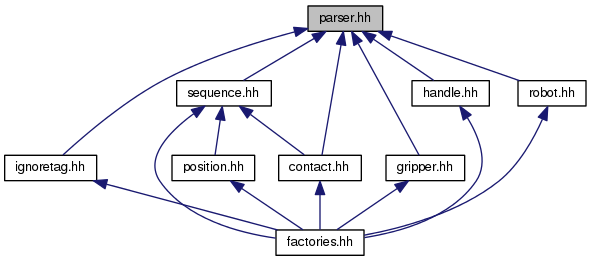 parser.hh
sequence.hh
handle.hh
robot.hh
ignoretag.hh
position.hh
contact.hh
gripper.hh
factories.hh